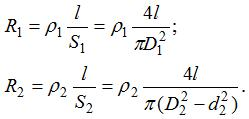 R₁ = ρ₁ l/S₁ = ρ₁ 4l/πD₁²;
R₂ = ρ₂ l/S₂ = ρ₂ 4l/π(D₂² − d₂²).